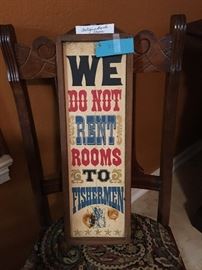 WE
DO NOT
RENT
ROOMS
TO
FISHERMEN